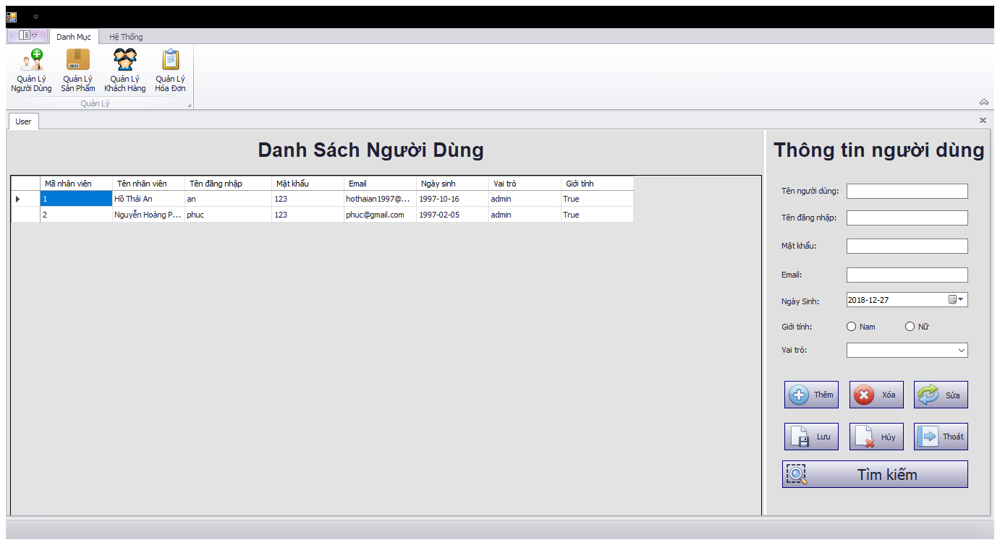 Danh Mục Hệ Thống
Quản Lý Người Dùng
Quản Lý Sản Phẩm
Quản Lý Khách Hàng
Quản Lý Hóa Đơn
Quản Lý
User
Danh Sách Người Dùng
Mã nhân viên Tên nhân viên Tên đăng nhập Mật khẩu Email Ngày sinh Vai trò Giới tính
1 Hồ Thái An an 123 hothaian1997@... 1997-10-16 admin True
2 Nguyễn Hoàng P... phuc 123 phuc@gmail.com 1997-02-05 admin True
Thông tin người dùng
Tên người dùng:
Tên đăng nhập:
Mật khẩu:
Email:
Ngày Sinh: 2018-12-27
Giới tính: Nam Nữ
Vai trò:
Thêm Xóa Sửa
Lưu Hủy Thoát
Tìm kiếm